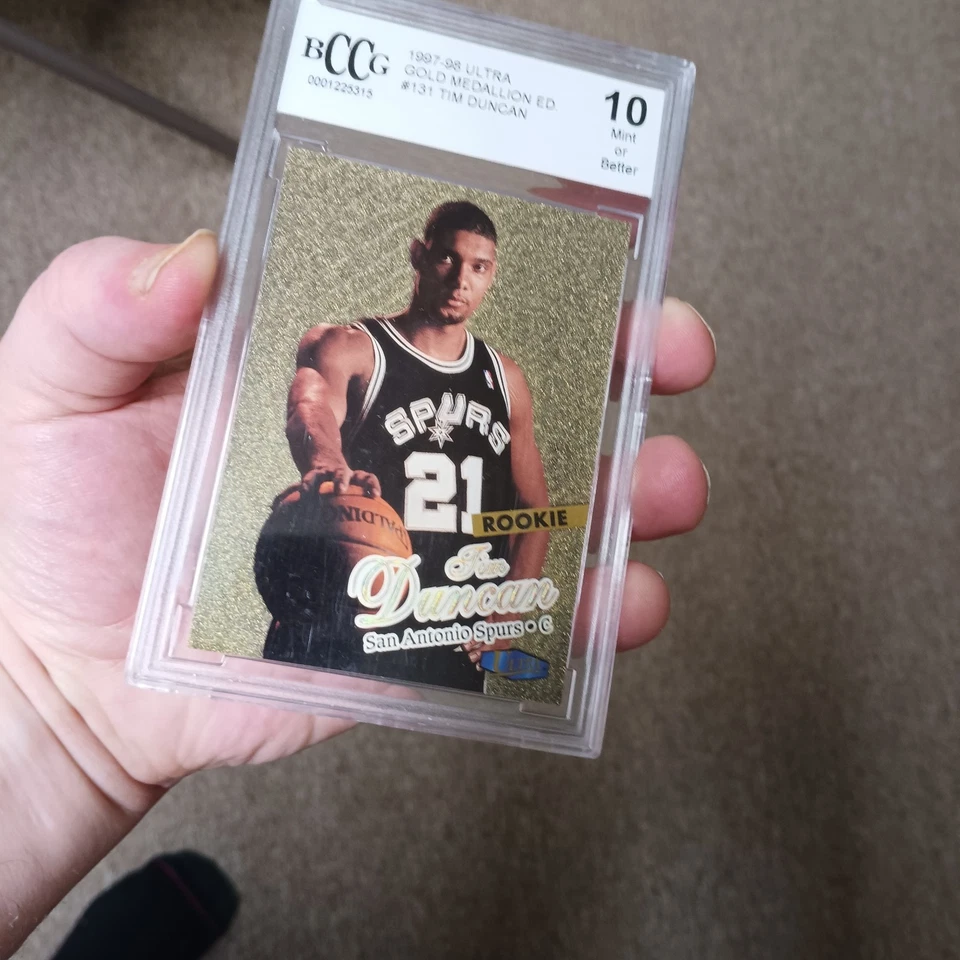 BCCG
0001225315
1997-98 ULTRA
GOLD MEDALLION ED.
#131 TIM DUNCAN
10
Mint
or
Better
SPURS
21
SPALDING
ROOKIE
Tim
Duncan
San Antonio Spurs • C